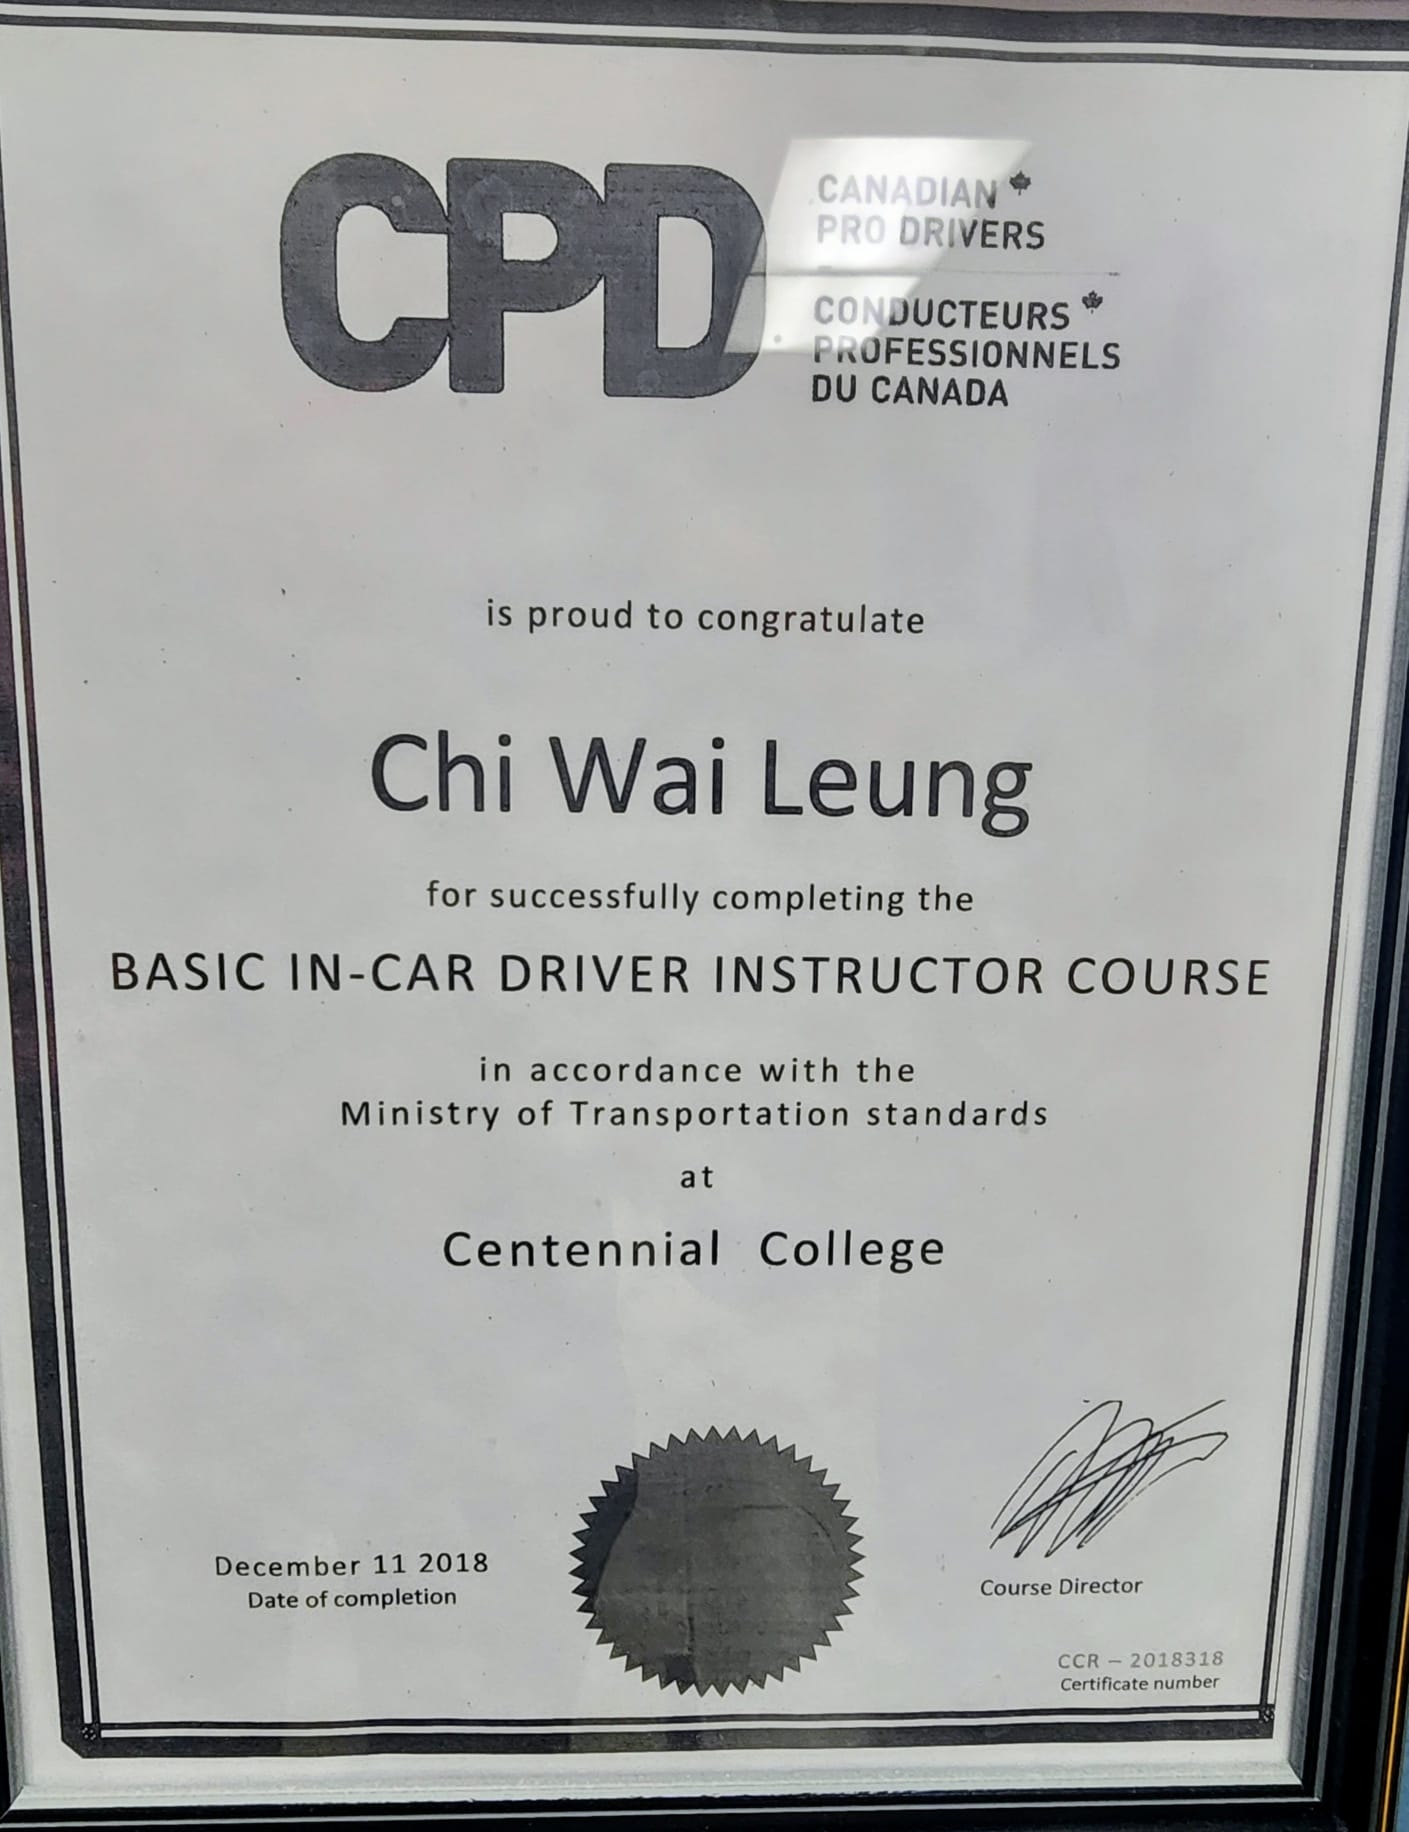 CPD
CANADIAN
PRO DRIVERS
CONDUCTEURS
PROFESSIONNELS
DU CANADA
is proud to congratulate
Chi Wai Leung
for successfully completing the
BASIC IN-CAR DRIVER INSTRUCTOR COURSE
in accordance with the
Ministry of Transportation standards
at
Centennial College
December 11 2018
Date of completion
Course Director
CCR – 2018318
Certificate number